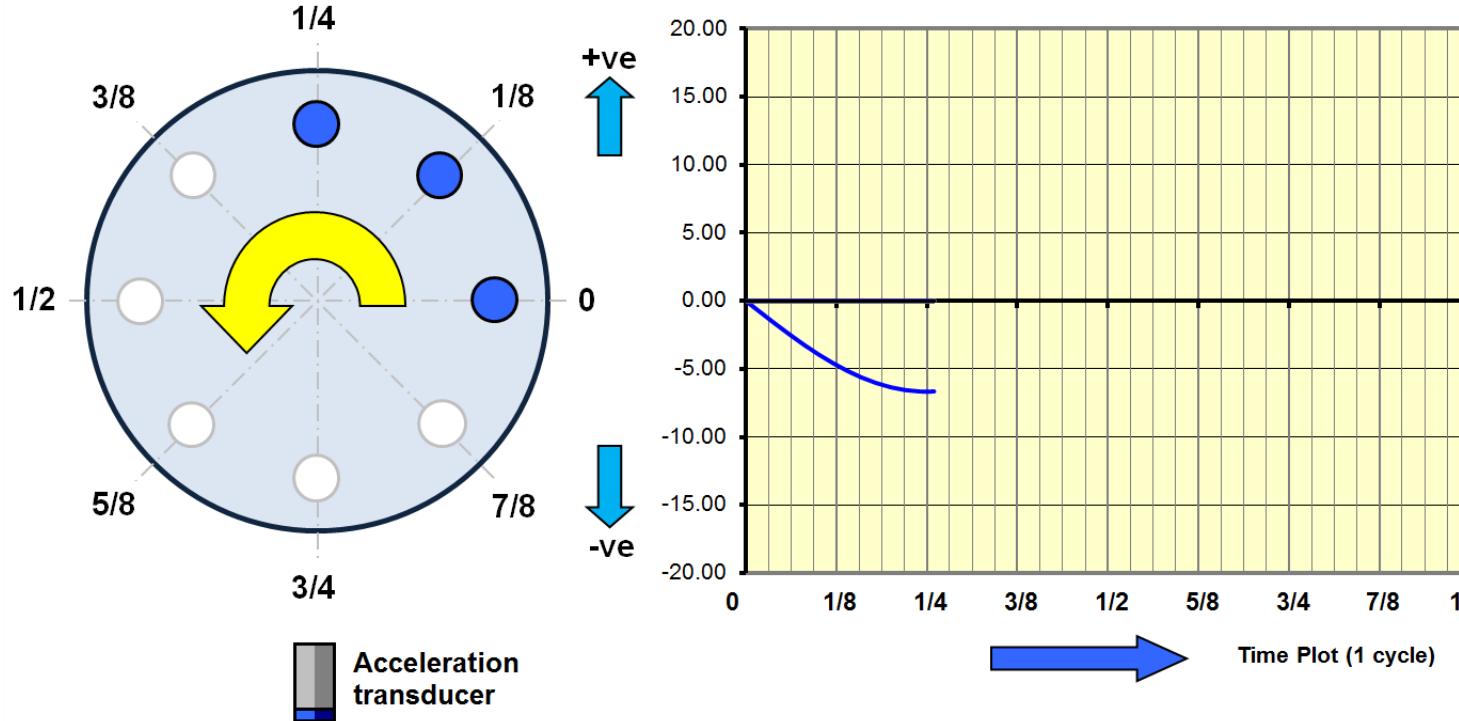 1/4
3/8
1/8
1/2
0
5/8
7/8
3/4
+ve
-ve
Acceleration
transducer
20.00
15.00
10.00
5.00
0.00
-5.00
-10.00
-15.00
-20.00
0 1/8 1/4 3/8 1/2 5/8 3/4 7/8 1
Time Plot (1 cycle)